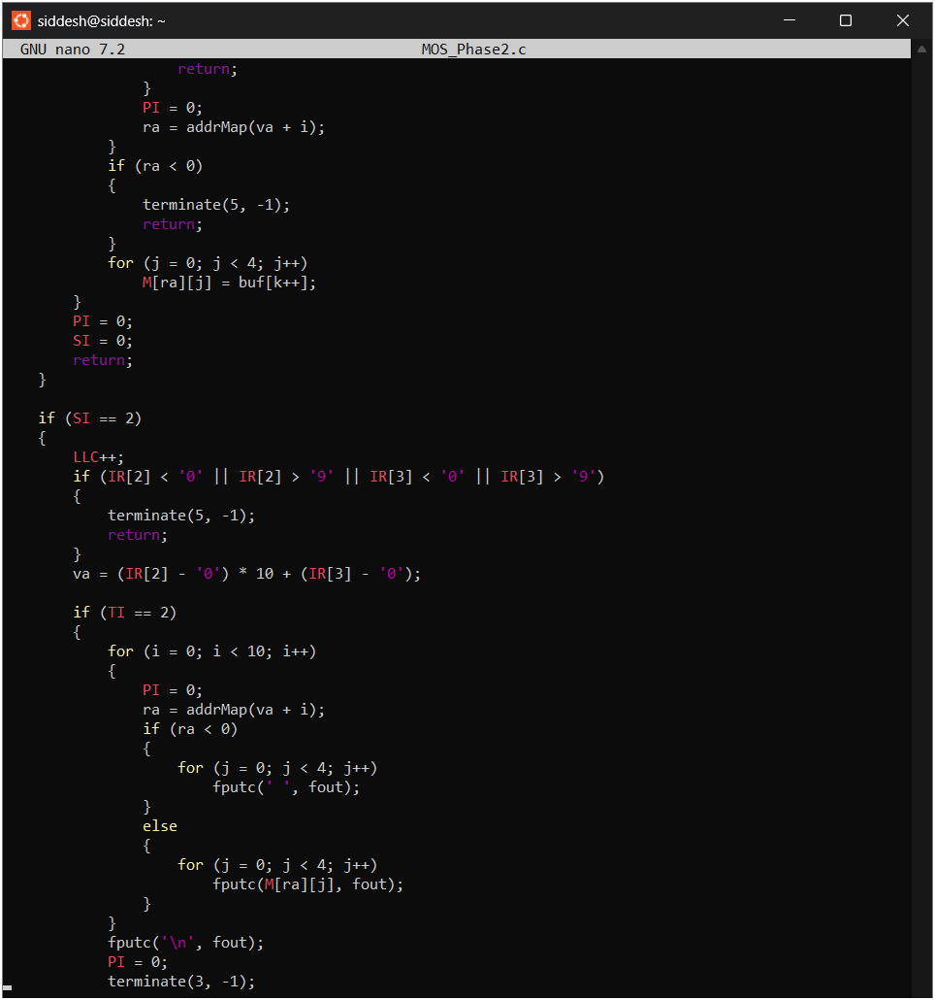 siddesh@siddesh: ~
GNU nano 7.2 MOS_Phase2.c
return;
}
PI = 0;
ra = addrMap(va + i);
}
if (ra < 0)
{
terminate(5, -1);
return;
}
for (j = 0; j < 4; j++)
M[ra][j] = buf[k++];
}
PI = 0;
SI = 0;
return;
}
if (SI == 2)
{
LLC++;
if (IR[2] < '0' || IR[2] > '9' || IR[3] < '0' || IR[3] > '9')
{
terminate(5, -1);
return;
}
va = (IR[2] - '0') * 10 + (IR[3] - '0');
if (TI == 2)
{
for (i = 0; i < 10; i++)
{
PI = 0;
ra = addrMap(va + i);
if (ra < 0)
{
for (j = 0; j < 4; j++)
fputc(' ', fout);
}
else
{
for (j = 0; j < 4; j++)
fputc(M[ra][j], fout);
}
}
fputc('\n', fout);
PI = 0;
terminate(3, -1);